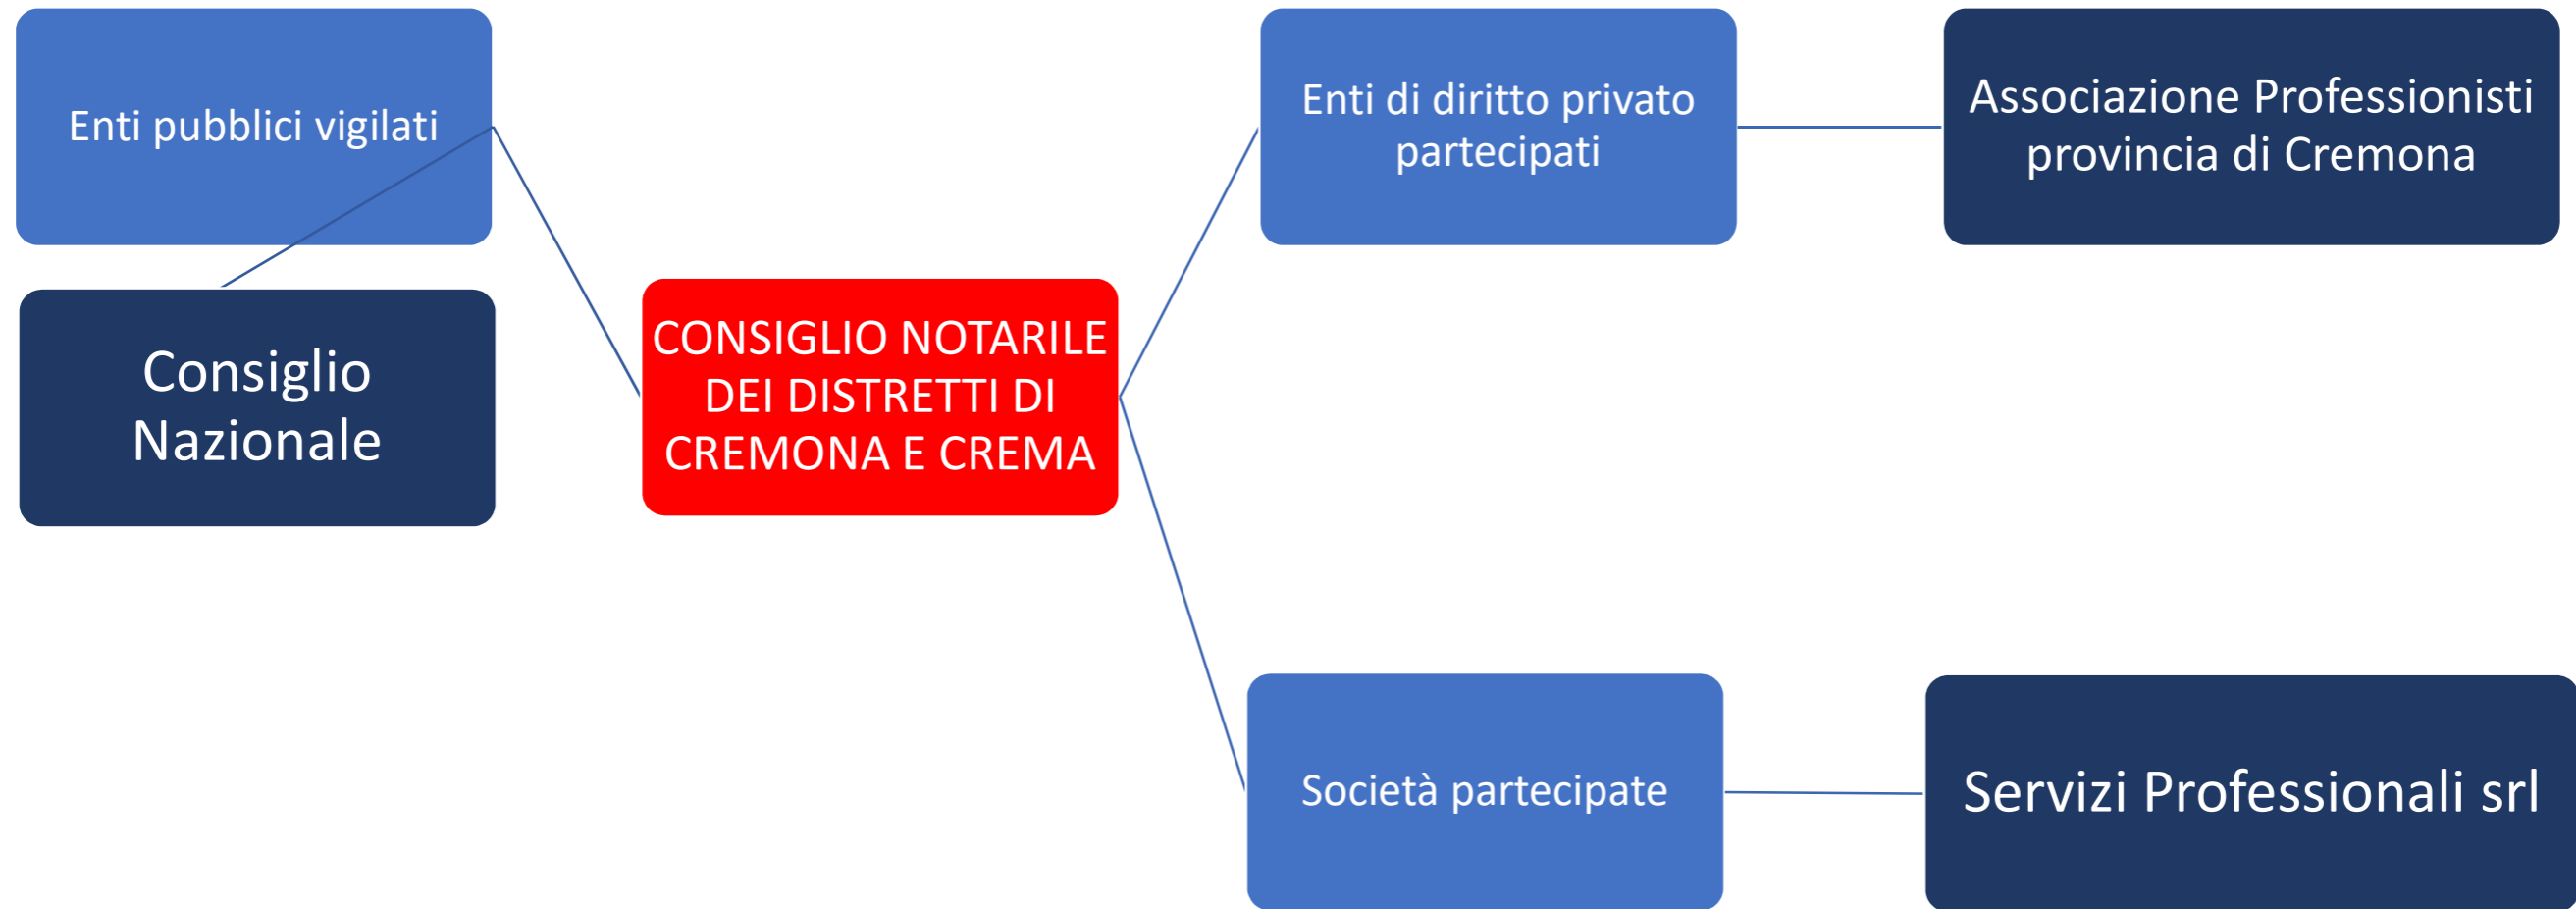 Enti pubblici vigilati
Consiglio
Nazionale
CONSIGLIO NOTARILE
DEI DISTRETTI DI
CREMONA E CREMA
Enti di diritto privato
partecipati
Associazione Professionisti
provincia di Cremona
Società partecipate
Servizi Professionali srl